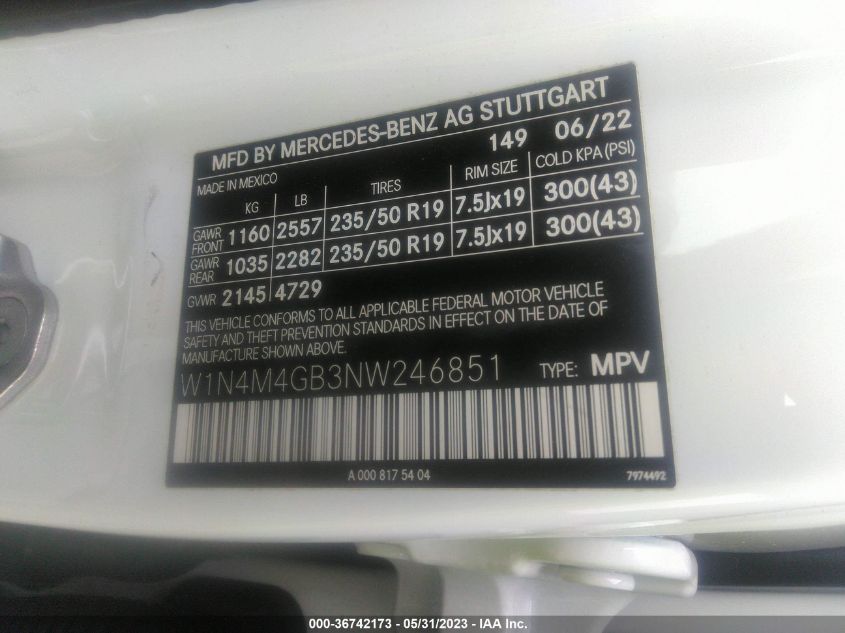 MFD BY MERCEDES-BENZ AG STUTTGART
MADE IN MEXICO 149 06/22
KG LB TIRES RIM SIZE COLD KPA (PSI)
GAWR FRONT 1160 2557 235/50 R19 7.5Jx19 300(43)
GAWR REAR 1035 2282 235/50 R19 7.5Jx19 300(43)
GVWR 2145 4729
THIS VEHICLE CONFORMS TO ALL APPLICABLE FEDERAL MOTOR VEHICLE
SAFETY AND THEFT PREVENTION STANDARDS IN EFFECT ON THE DATE OF
MANUFACTURE SHOWN ABOVE.
W1N4M4GB3NW246851 TYPE: MPV
A 000 817 54 04 7974492
000-36742173 - 05/31/2023 - IAA Inc.